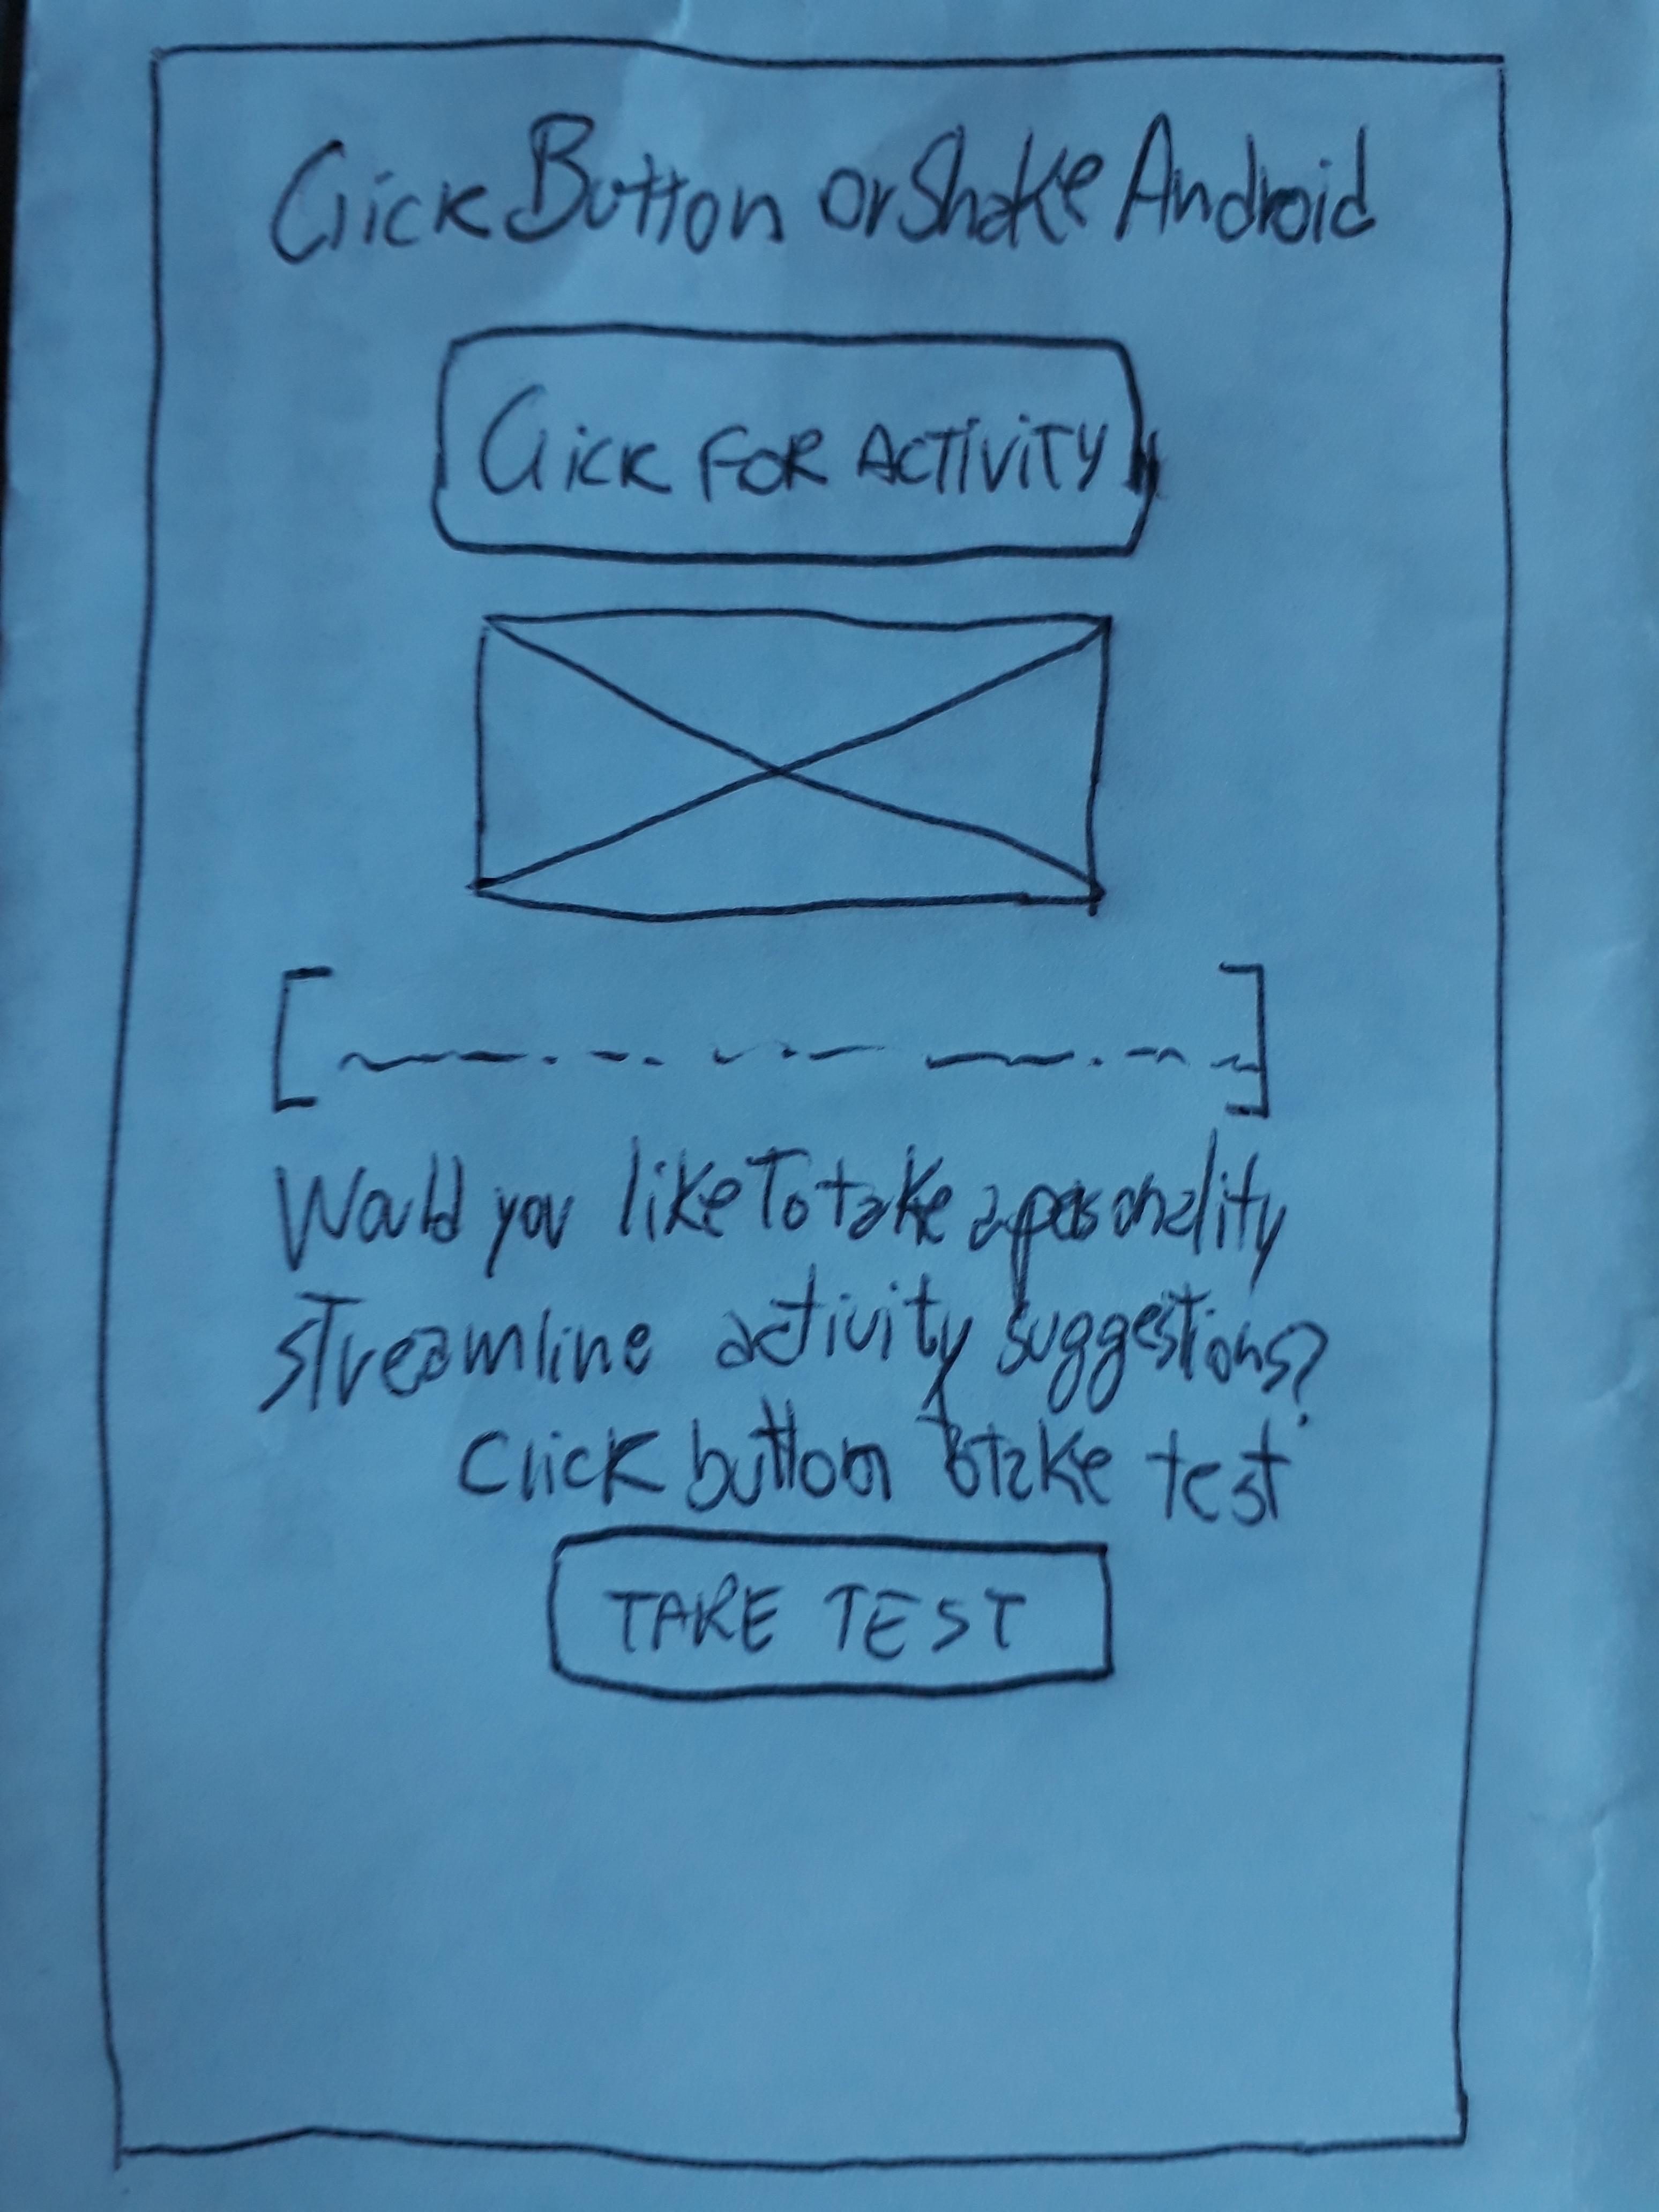 Click Button or Shake Android
Click FOR ACTIVITY
Would you like To take a personality
streamline activity suggestions?
Click button to take test
TAKE TEST